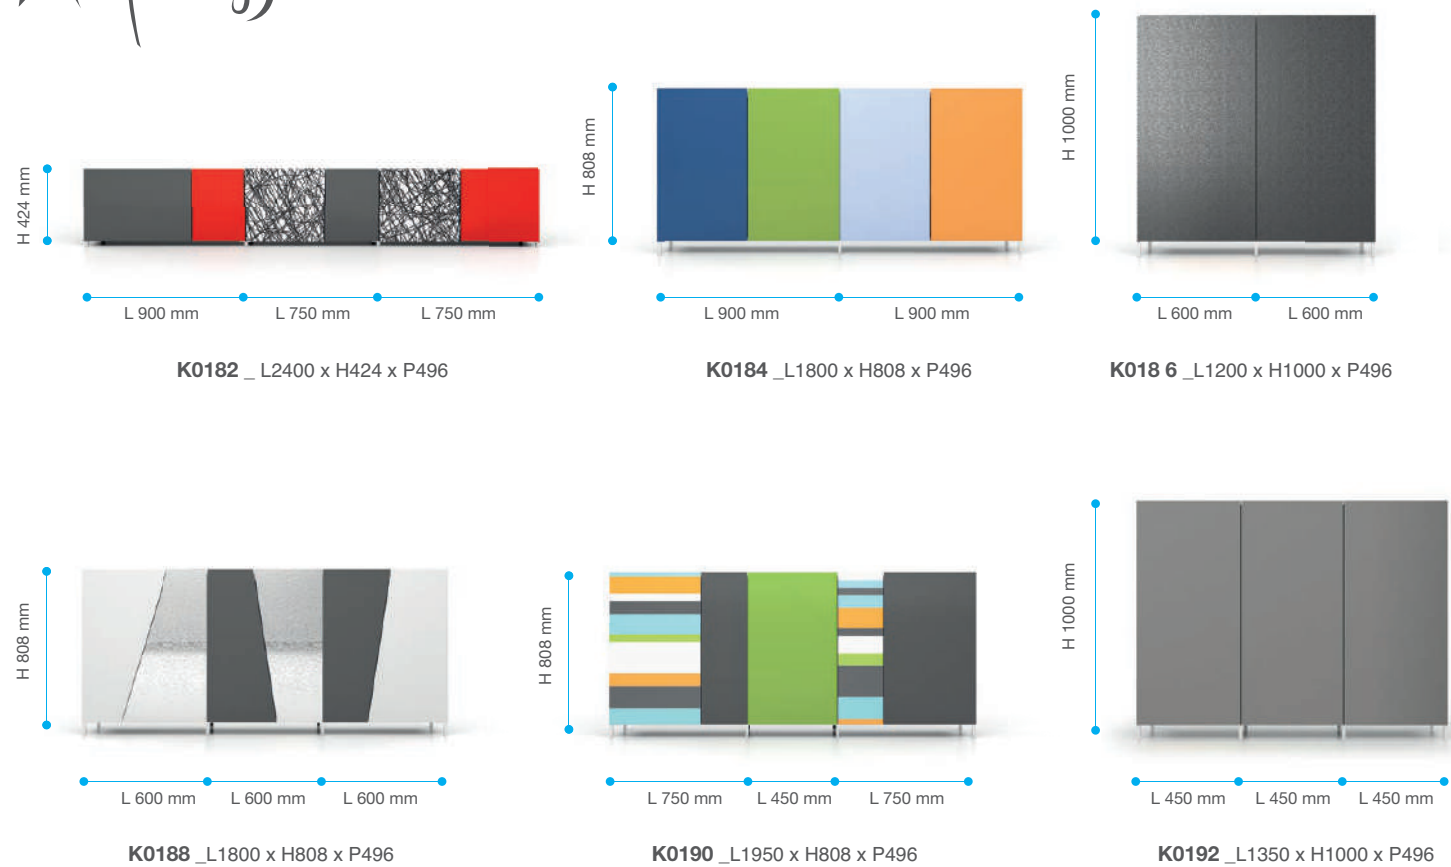 H 424 mm
L 900 mm
L 750 mm
L 750 mm
K0182 _ L2400 x H424 x P496
H 808 mm
L 900 mm
L 900 mm
K0184 _L1800 x H808 x P496
H 1000 mm
L 600 mm
L 600 mm
K018 6 _L1200 x H1000 x P496
H 808 mm
L 600 mm
L 600 mm
L 600 mm
K0188 _L1800 x H808 x P496
H 808 mm
L 750 mm
L 450 mm
L 750 mm
K0190 _L1950 x H808 x P496
H 1000 mm
L 450 mm
L 450 mm
L 450 mm
K0192 _L1350 x H1000 x P496